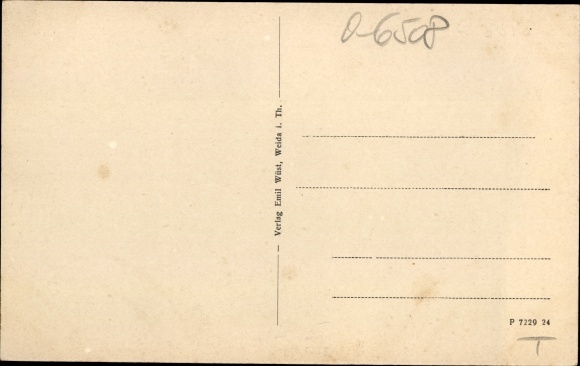 O-6508
Verlag Emil Wüst, Weida i. Th.
P 7229 24
T